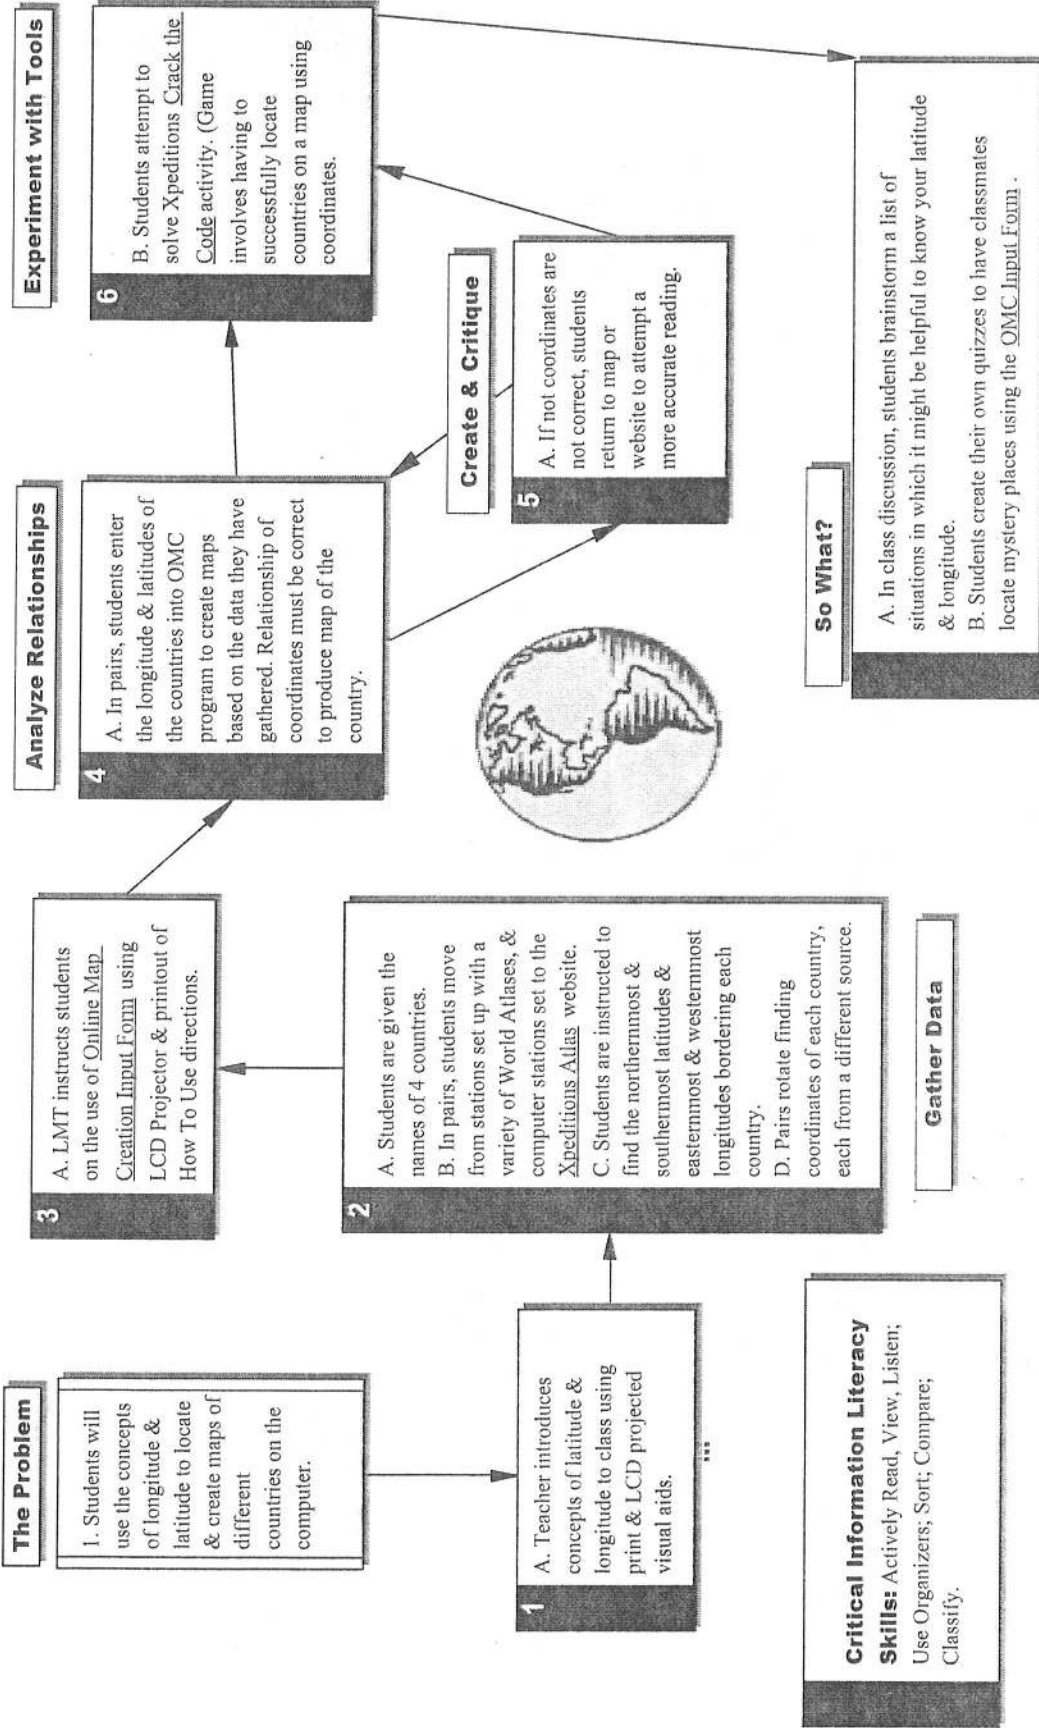 The Problem
1. Students will
use the concepts
of longitude &
latitude to locate
& create maps of
different
countries on the
computer.
1
A. Teacher introduces
concepts of latitude &
longitude to class using
print & LCD projected
visual aids.
...
Critical Information Literacy
Skills: Actively Read, View, Listen;
Use Organizers; Sort; Compare;
Classify.
3
A. LMT instructs students
on the use of Online Map
Creation Input Form using
LCD Projector & printout of
How To Use directions.
2
A. Students are given the
names of 4 countries.
B. In pairs, students move
from stations set up with a
variety of World Atlases, &
computer stations set to the
Xpeditions Atlas website.
C. Students are instructed to
find the northernmost &
southermost latitudes &
easternmost & westernmost
longitudes bordering each
country.
D. Pairs rotate finding
coordinates of each country,
each from a different source.
Gather Data
Analyze Relationships
4
A. In pairs, students enter
the longitude & latitudes of
the countries into OMC
program to create maps
based on the data they have
gathered. Relationship of
coordinates must be correct
to produce map of the
country.
Create & Critique
5
A. If not coordinates are
not correct, students
return to map or
website to attempt a
more accurate reading.
Experiment with Tools
6
B. Students attempt to
solve Xpeditions Crack the
Code activity. (Game
involves having to
successfully locate
countries on a map using
coordinates.
So What?
A. In class discussion, students brainstorm a list of
situations in which it might be helpful to know your latitude
& longitude.
B. Students create their own quizzes to have classmates
locate mystery places using the OMC Input Form .